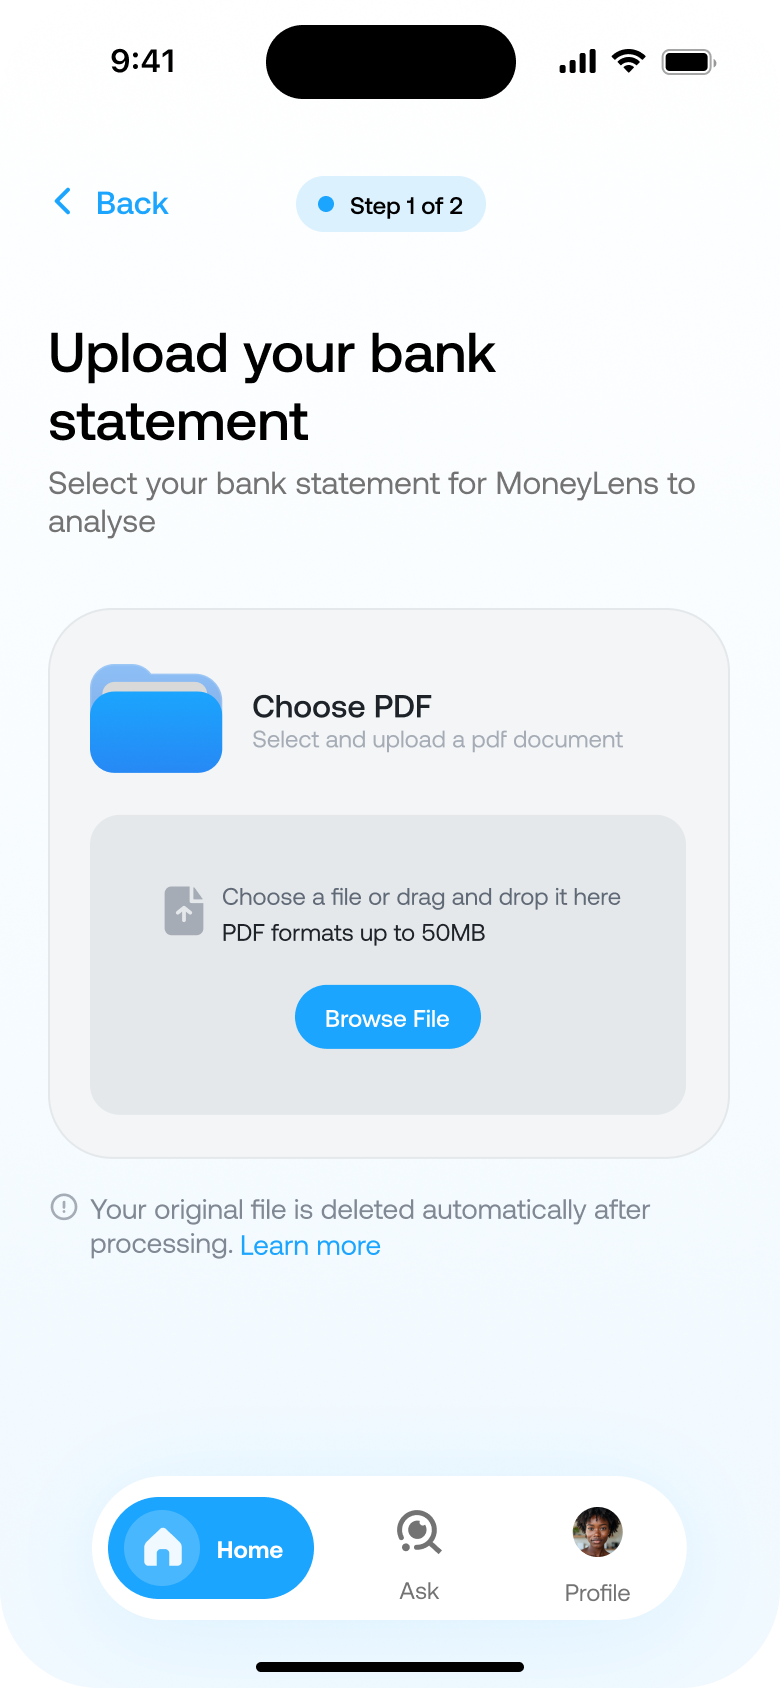 9:41
Back
Step 1 of 2
Upload your bank
statement
Select your bank statement for MoneyLens to
analyse
Choose PDF
Select and upload a pdf document
Choose a file or drag and drop it here
PDF formats up to 50MB
Browse File
Your original file is deleted automatically after
processing. Learn more
Home
Ask
Profile